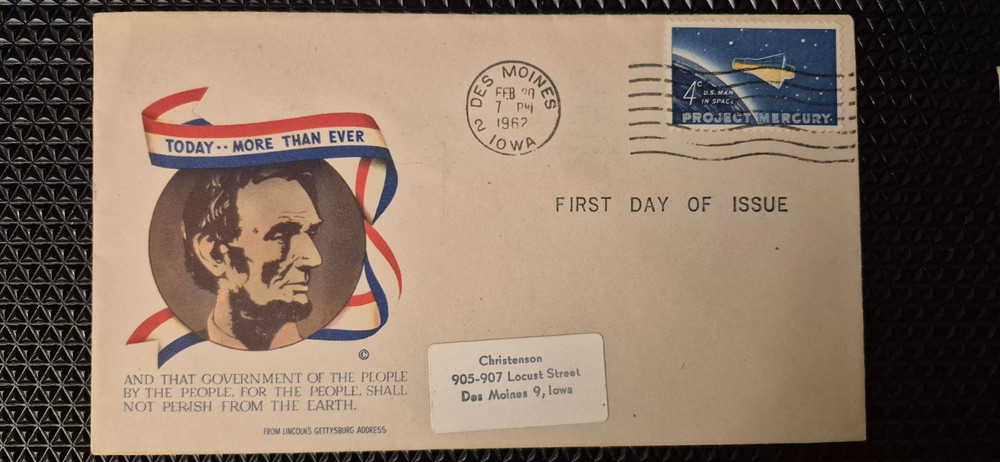 TODAY·· MORE THAN EVER
©
AND THAT GOVERNMENT OF THE PEOPLE
BY THE PEOPLE, FOR THE PEOPLE, SHALL
NOT PERISH FROM THE EARTH.
FROM LINCOLN'S GETTYSBURG ADDRESS
DES MOINES
FEB 20
7 PM
1962
2 IOWA
4c U.S. MAN
IN SPACE
PROJECT MERCURY
FIRST DAY OF ISSUE
Christenson
905-907 Locust Street
Des Moines 9, Iowa